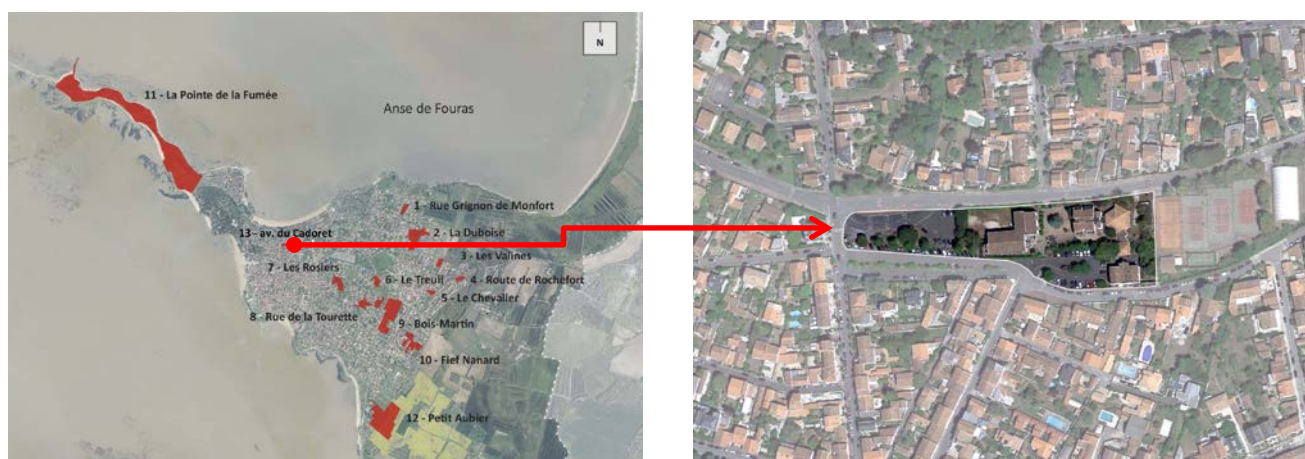 N
11 - La Pointe de la Fumée
Anse de Fouras
1 - Rue Grignon de Monfort
13 - av. du Cadoret
2 - La Duboise
3 - Les Valines
7 - Les Rosiers
6 - Le Treuil
4 - Route de Rochefort
5 - Le Chevalier
8 - Rue de la Tourette
9 - Bois-Martin
10 - Fief Nanard
12 - Petit Aubier